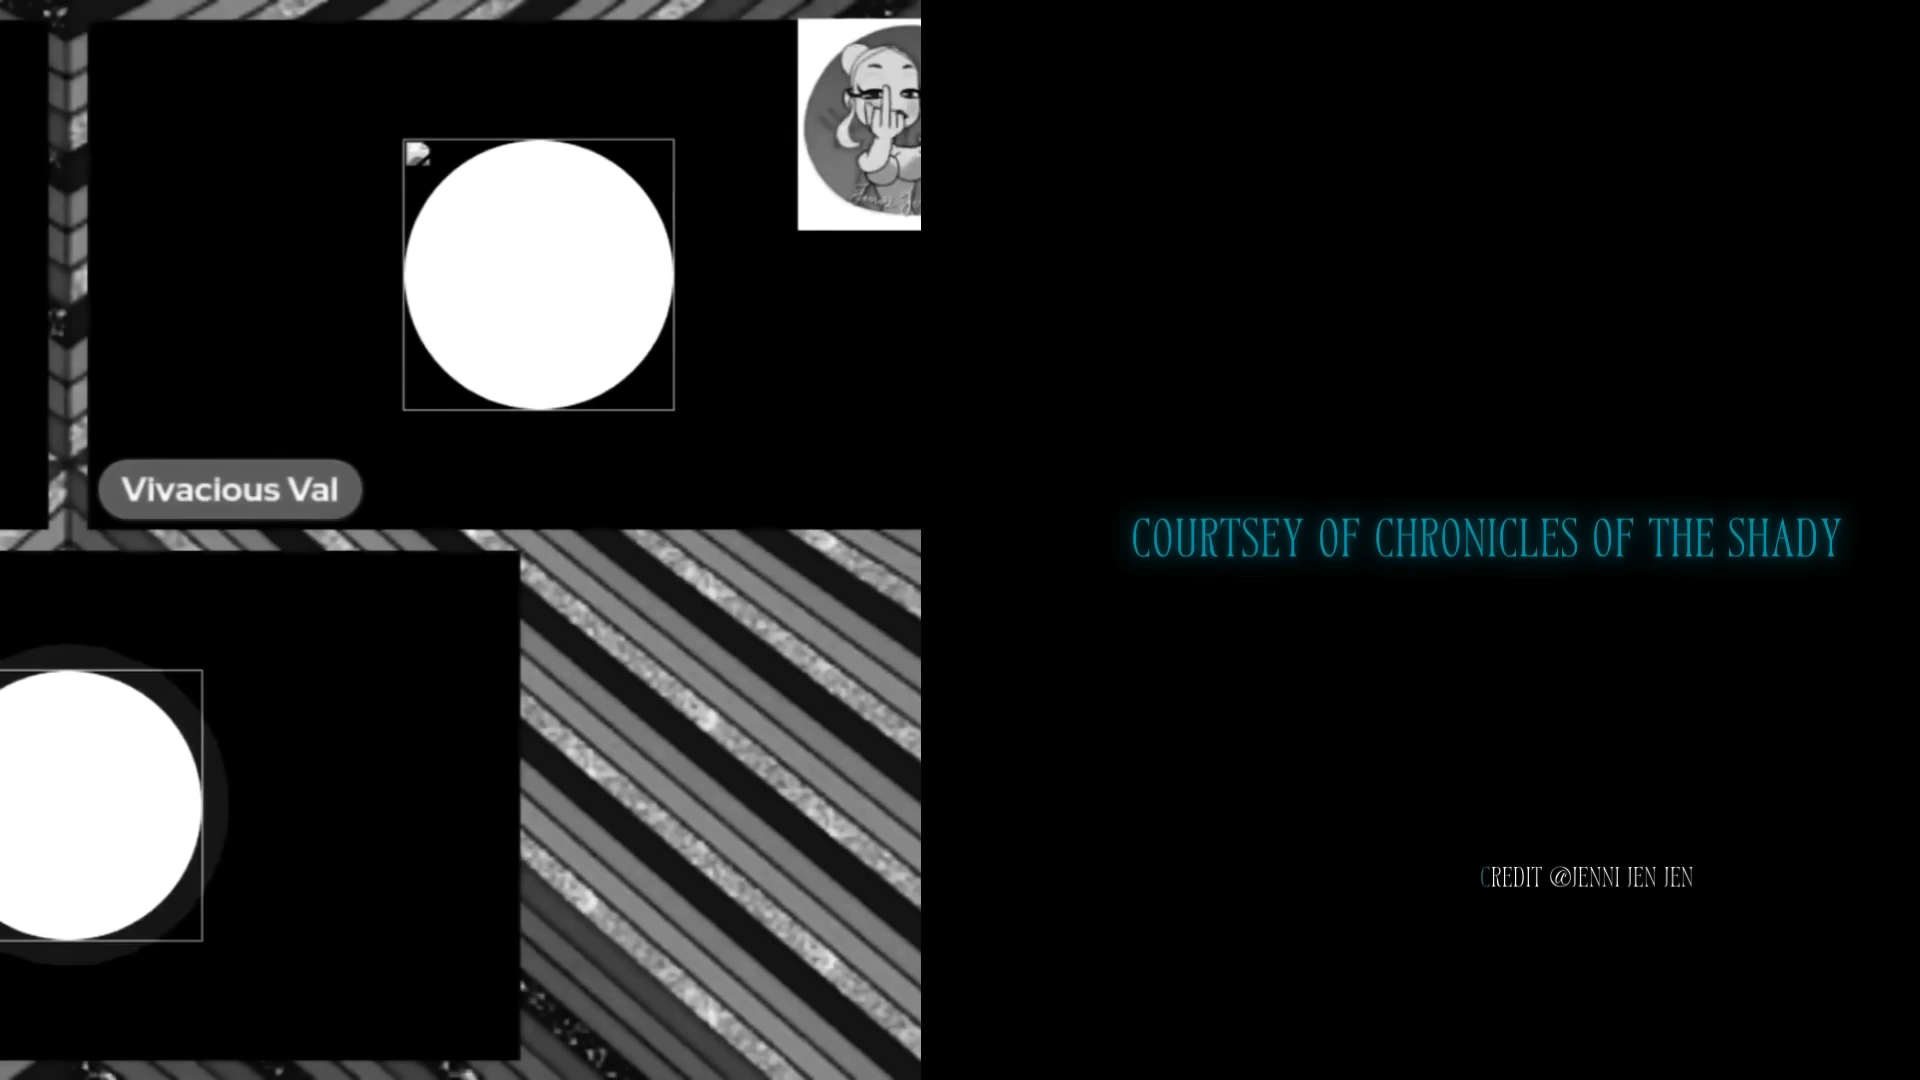 Vivacious Val
COURTSEY OF CHRONICLES OF THE SHADY
CREDIT @JENNI JEN JEN